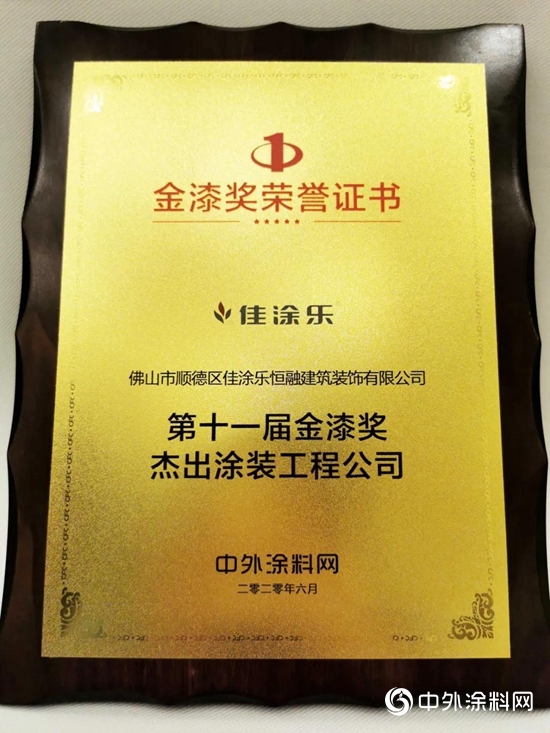 金漆奖荣誉证书
佳涂乐
佛山市顺德区佳涂乐恒融建筑装饰有限公司
第十一届金漆奖
杰出涂装工程公司
中外涂料网
二零二零年六月
中外涂料网